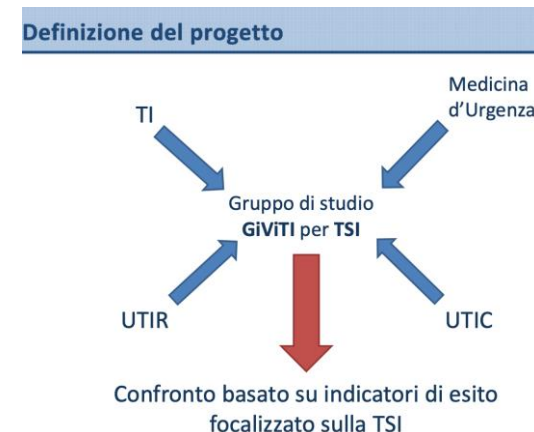 Definizione del progetto
Medicina
d’Urgenza
TI
Gruppo di studio
GiViTI per TSI
UTIR
UTIC
Confronto basato su indicatori di esito
focalizzato sulla TSI